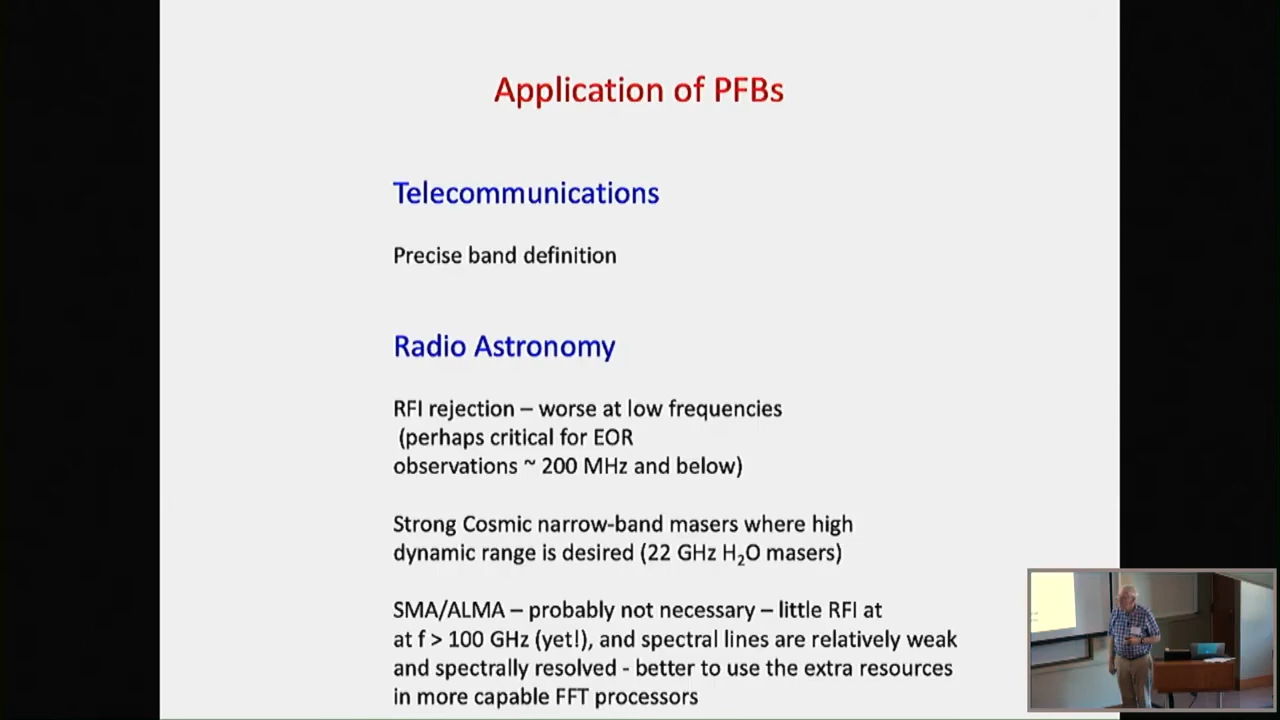 Application of PFBs
Telecommunications
Precise band definition
Radio Astronomy
RFI rejection – worse at low frequencies
(perhaps critical for EOR
observations ~ 200 MHz and below)
Strong Cosmic narrow-band masers where high
dynamic range is desired (22 GHz H₂O masers)
SMA/ALMA – probably not necessary – little RFI at
at f > 100 GHz (yet!), and spectral lines are relatively weak
and spectrally resolved - better to use the extra resources
in more capable FFT processors